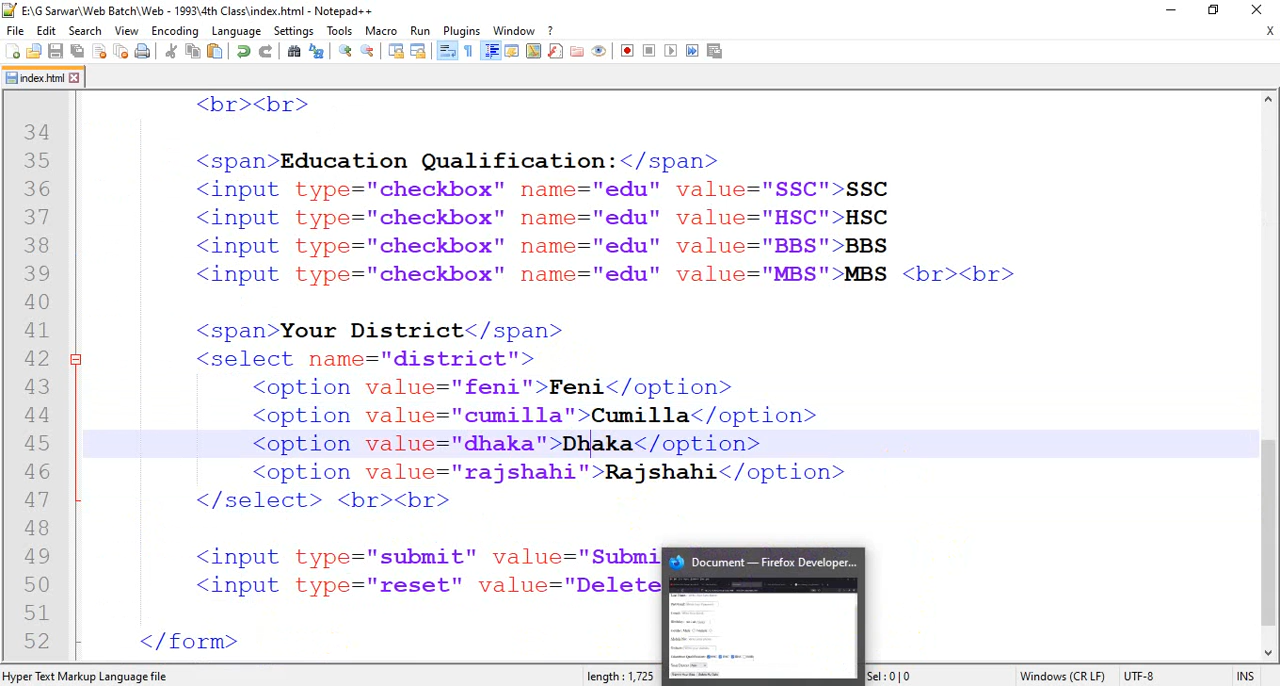 E:\G Sarwar\Web Batch\Web - 1993\4th Class\index.html - Notepad++
File Edit Search View Encoding Language Settings Tools Macro Run Plugins Window ? X
index.html
<br><br>
34
35 <span>Education Qualification:</span>
36 <input type="checkbox" name="edu" value="SSC">SSC
37 <input type="checkbox" name="edu" value="HSC">HSC
38 <input type="checkbox" name="edu" value="BBS">BBS
39 <input type="checkbox" name="edu" value="MBS">MBS <br><br>
40
41 <span>Your District</span>
42 <select name="district">
43 <option value="feni">Feni</option>
44 <option value="cumilla">Cumilla</option>
45 <option value="dhaka">Dhaka</option>
46 <option value="rajshahi">Rajshahi</option>
47 </select> <br><br>
48
49 <input type="submit" value="Submi
50 <input type="reset" value="Delete
51
52 </form>
Document — Firefox Developer...
Hyper Text Markup Language file length : 1,725 Sel : 0 | 0 Windows (CR LF) UTF-8 INS